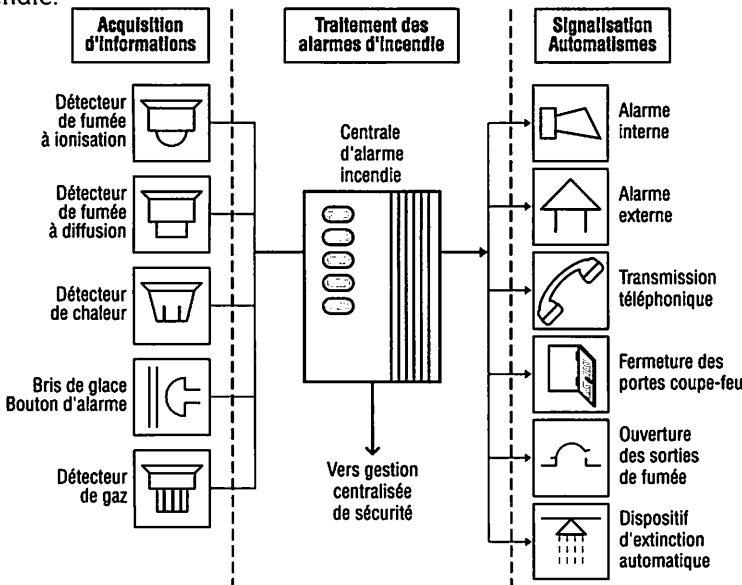 endie.
Acquisition
d'Informations
Traitement des
alarmes d'Incendie
Signalisation
Automatismes
Détecteur
de fumée
à ionisation
Détecteur
de fumée
à diffusion
Détecteur
de chaleur
Bris de glace
Bouton d'alarme
Détecteur
de gaz
Centrale
d'alarme
incendie
Vers gestion
centralisée
de sécurité
Alarme
interne
Alarme
externe
Transmission
téléphonique
Fermeture des
portes coupe-feu
Ouverture
des sorties
de fumée
Dispositif
d'extinction
automatique